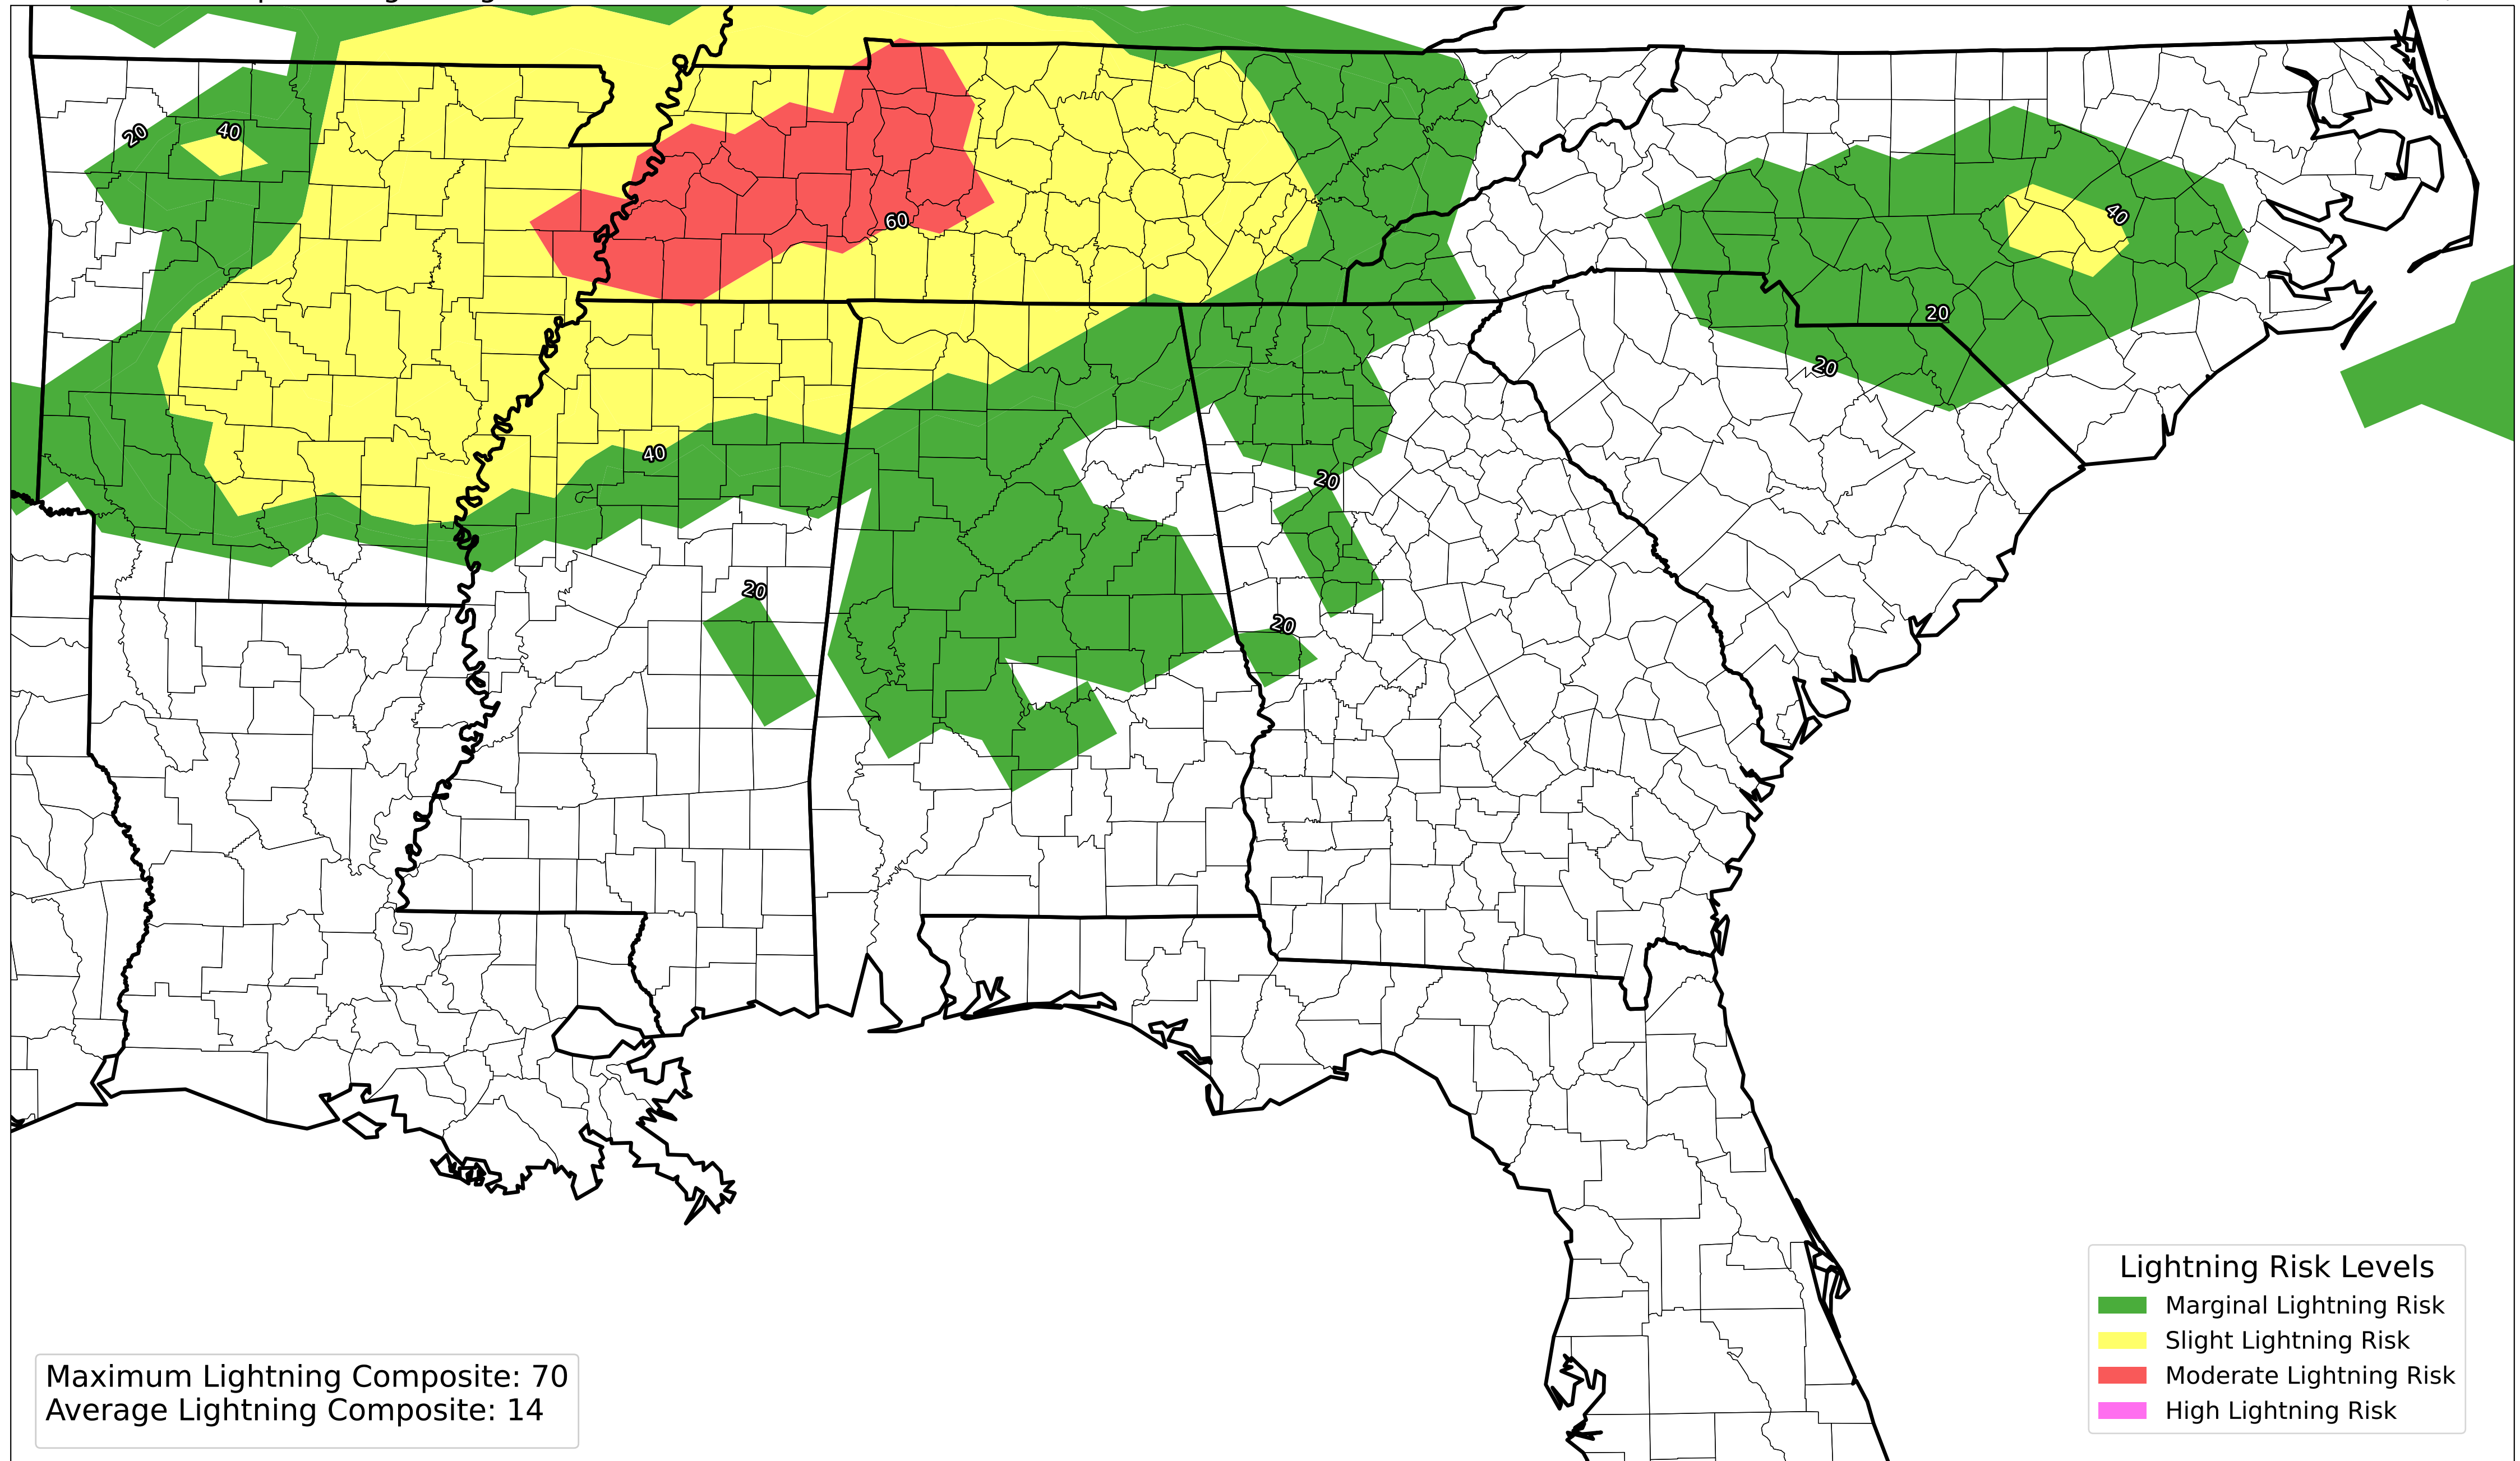 20
40
60
40
40
20
20
20
20
20
Lightning Risk Levels
Marginal Lightning Risk
Slight Lightning Risk
Moderate Lightning Risk
High Lightning Risk
Maximum Lightning Composite: 70
Average Lightning Composite: 14